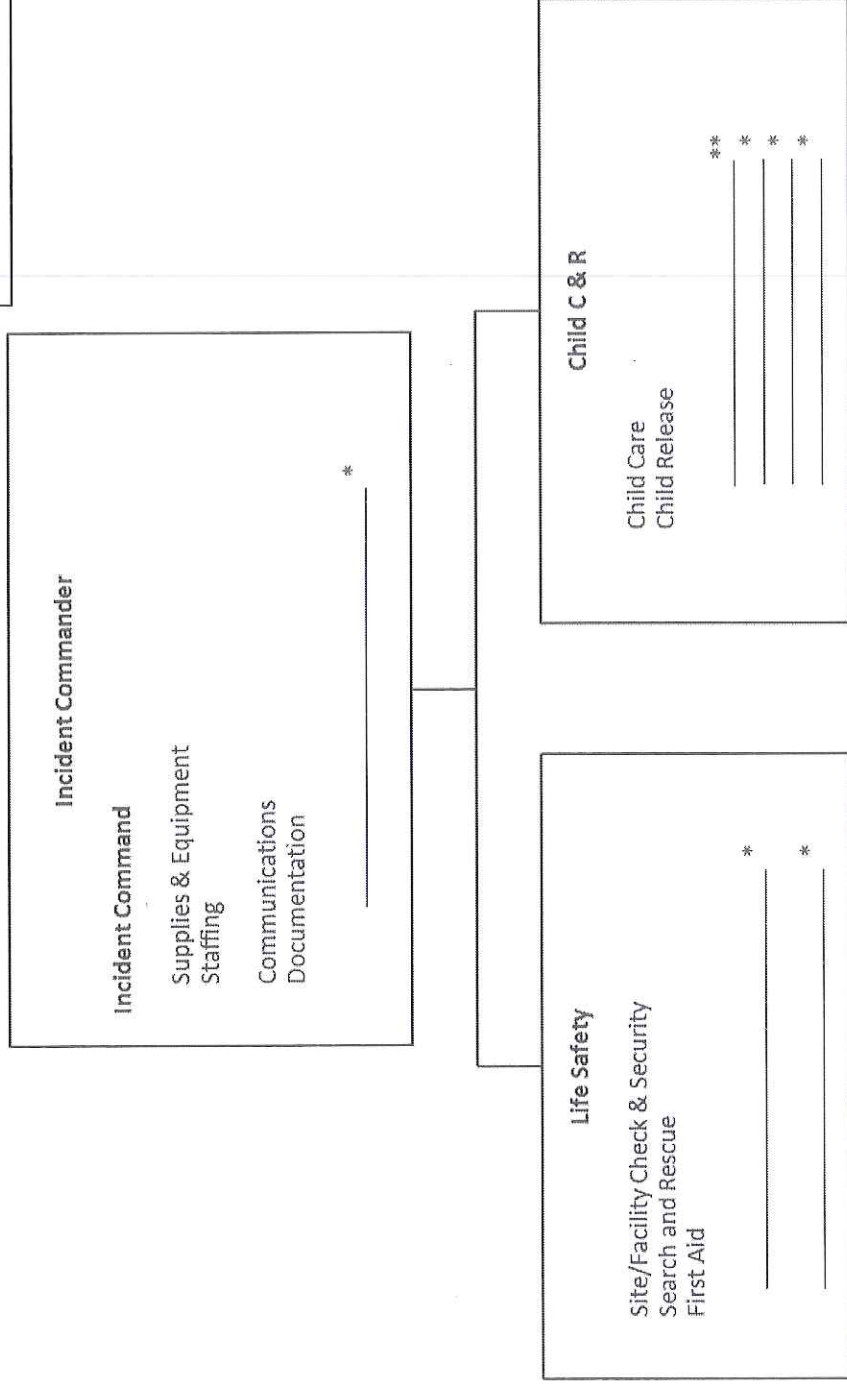 Incident Commander
Incident Command
Supplies & Equipment
Staffing
Communications
Documentation
*
Life Safety
Site/Facility Check & Security
Search and Rescue
First Aid
*
*
Child C & R
Child Care
Child Release
**
*
*
*